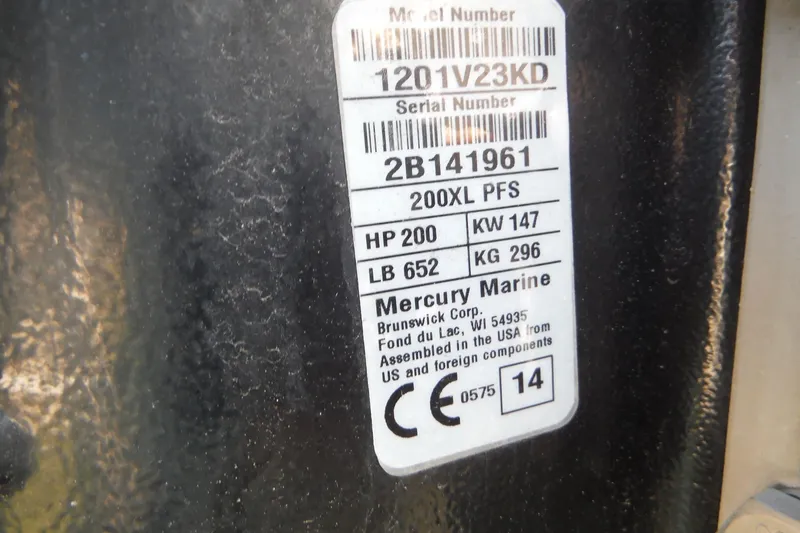 Model Number
1201V23KD
Serial Number
2B141961
200XL PFS
HP 200 KW 147
LB 652 KG 296
Mercury Marine
Brunswick Corp.
Fond du Lac, WI 54935
Assembled in the USA from
US and foreign components
CE 0575 14